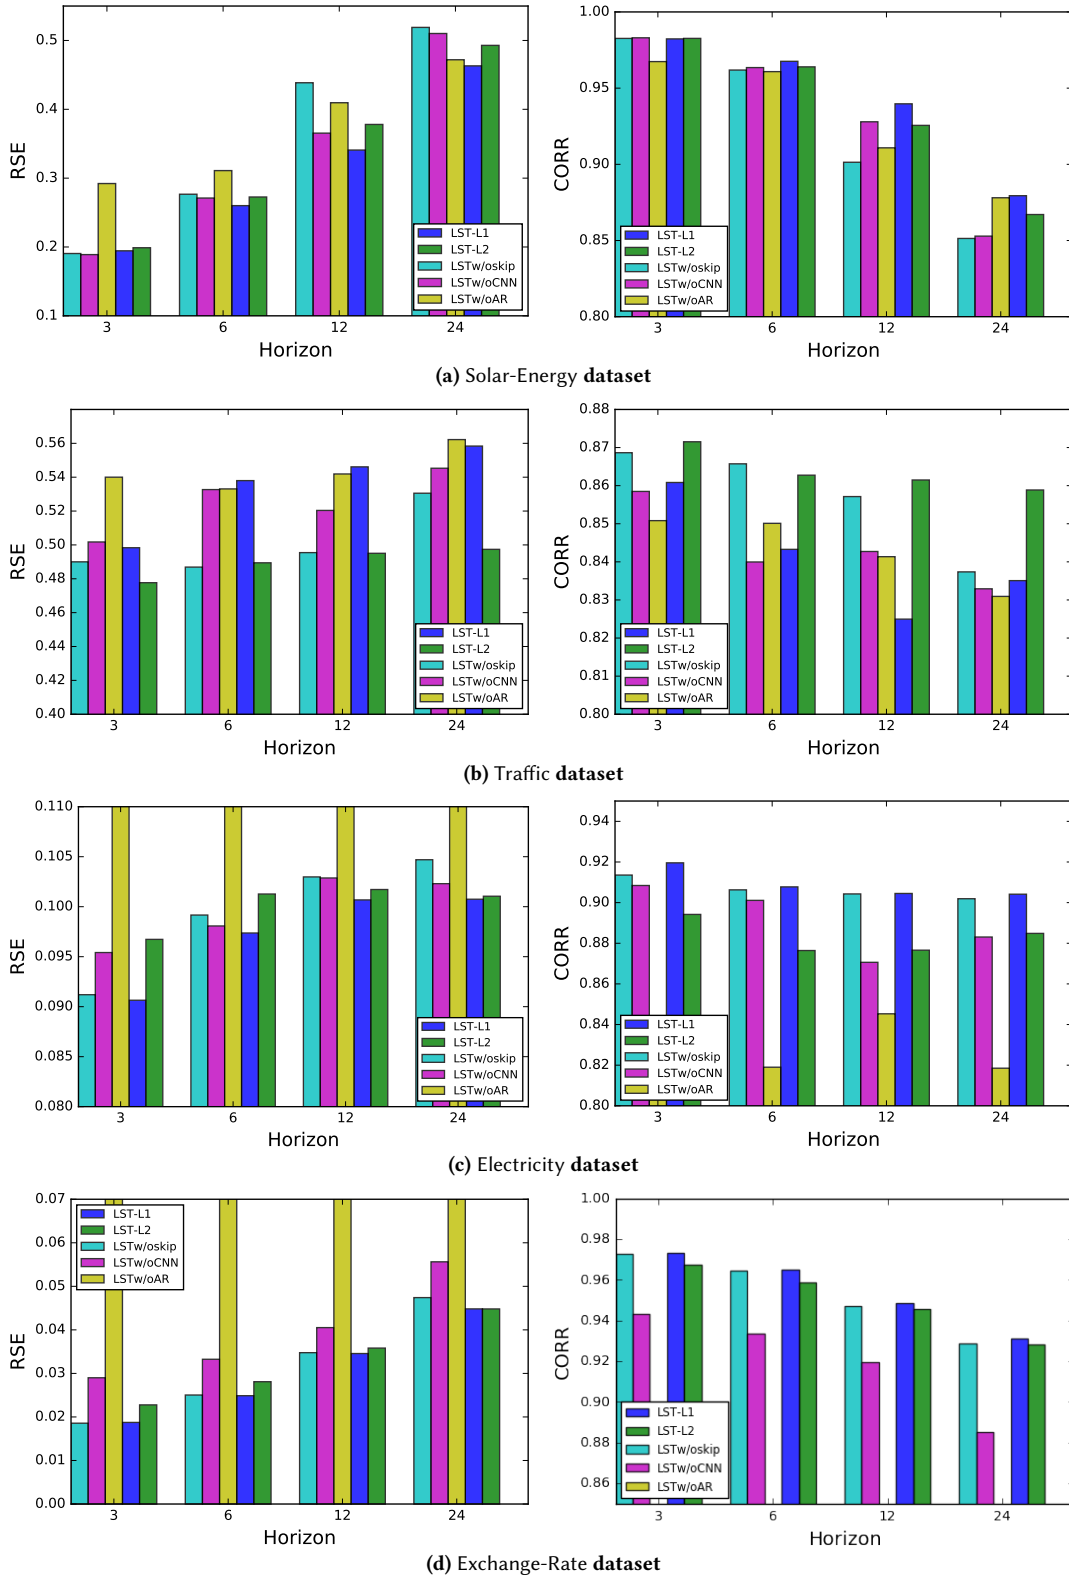 0.5
0.4
0.3
0.2
0.1
RSE
LST-L1
LST-L2
LSTw/oskip
LSTw/oCNN
LSTw/oAR
3 6 12 24
Horizon
1.00
0.95
0.90
0.85
0.80
CORR
LST-L1
LST-L2
LSTw/oskip
LSTw/oCNN
LSTw/oAR
3 6 12 24
Horizon
(a) Solar-Energy dataset
0.56
0.54
0.52
0.50
0.48
0.46
0.44
0.42
0.40
RSE
LST-L1
LST-L2
LSTw/oskip
LSTw/oCNN
LSTw/oAR
3 6 12 24
Horizon
0.88
0.87
0.86
0.85
0.84
0.83
0.82
0.81
0.80
CORR
LST-L1
LST-L2
LSTw/oskip
LSTw/oCNN
LSTw/oAR
3 6 12 24
Horizon
(b) Traffic dataset
0.110
0.105
0.100
0.095
0.090
0.085
0.080
RSE
LST-L1
LST-L2
LSTw/oskip
LSTw/oCNN
LSTw/oAR
3 6 12 24
Horizon
0.94
0.92
0.90
0.88
0.86
0.84
0.82
0.80
CORR
LST-L1
LST-L2
LSTw/oskip
LSTw/oCNN
LSTw/oAR
3 6 12 24
Horizon
(c) Electricity dataset
0.07
0.06
0.05
0.04
0.03
0.02
0.01
0.00
RSE
LST-L1
LST-L2
LSTw/oskip
LSTw/oCNN
LSTw/oAR
3 6 12 24
Horizon
1.00
0.98
0.96
0.94
0.92
0.90
0.88
0.86
CORR
LST-L1
LST-L2
LSTw/oskip
LSTw/oCNN
LSTw/oAR
3 6 12 24
Horizon
(d) Exchange-Rate dataset